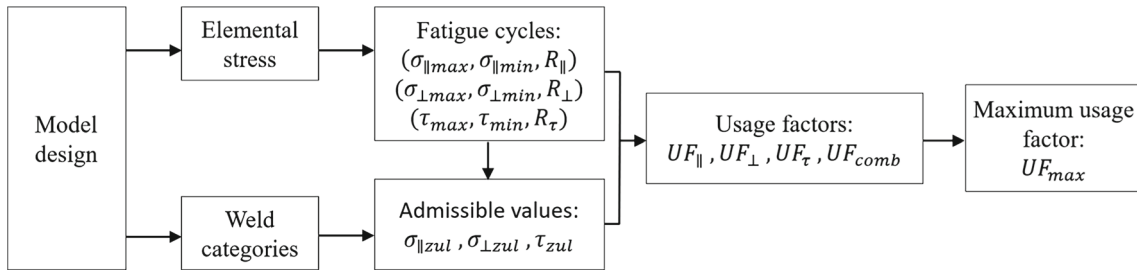 Model
design
Elemental
stress
Weld
categories
Fatigue cycles:
(σ∥max, σ∥min, R∥)
(σ⊥max, σ⊥min, R⊥)
(τmax, τmin, Rτ)
Admissible values:
σ∥zul , σ⊥zul , τzul
Usage factors:
UF∥ , UF⊥ , UFτ , UFcomb
Maximum usage
factor:
UFmax